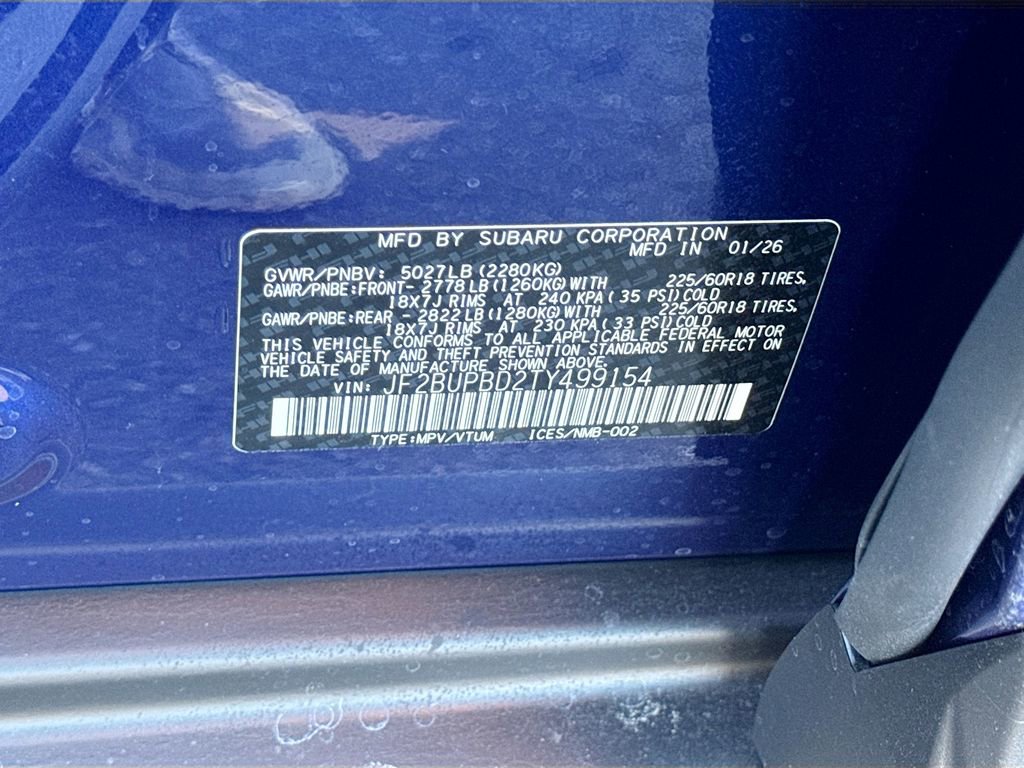 MFD BY SUBARU CORPORATION
MFD IN 01/26
GVWR/PNBV: 5027LB(2280KG)
GAWR/PNBE:FRONT- 2778LB(1260KG)WITH 225/60R18 TIRES,
18X7J RIMS AT 240 KPA(35 PSI)COLD
GAWR/PNBE:REAR - 2822LB(1280KG)WITH 225/60R18 TIRES,
18X7J RIMS AT 230 KPA(33 PSI)COLD
THIS VEHICLE CONFORMS TO ALL APPLICABLE FEDERAL MOTOR
VEHICLE SAFETY AND THEFT PREVENTION STANDARDS IN EFFECT ON
THE DATE OF MANUFACTURE SHOWN ABOVE.
VIN: JF2BUPBD2TY499154
TYPE:MPV/VTUM ICES/NMB-002